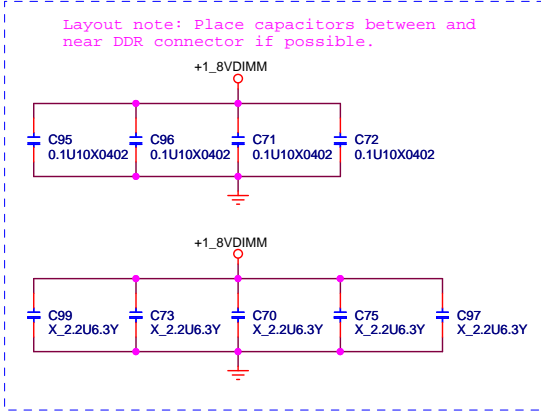 Layout note: Place capacitors between and
near DDR connector if possible.
+1_8VDIMM
C95 C96 C71 C72
0.1U10X0402 0.1U10X0402 0.1U10X0402 0.1U10X0402
+1_8VDIMM
C99 C73 C70 C75 C97
X_2.2U6.3Y X_2.2U6.3Y X_2.2U6.3Y X_2.2U6.3Y X_2.2U6.3Y